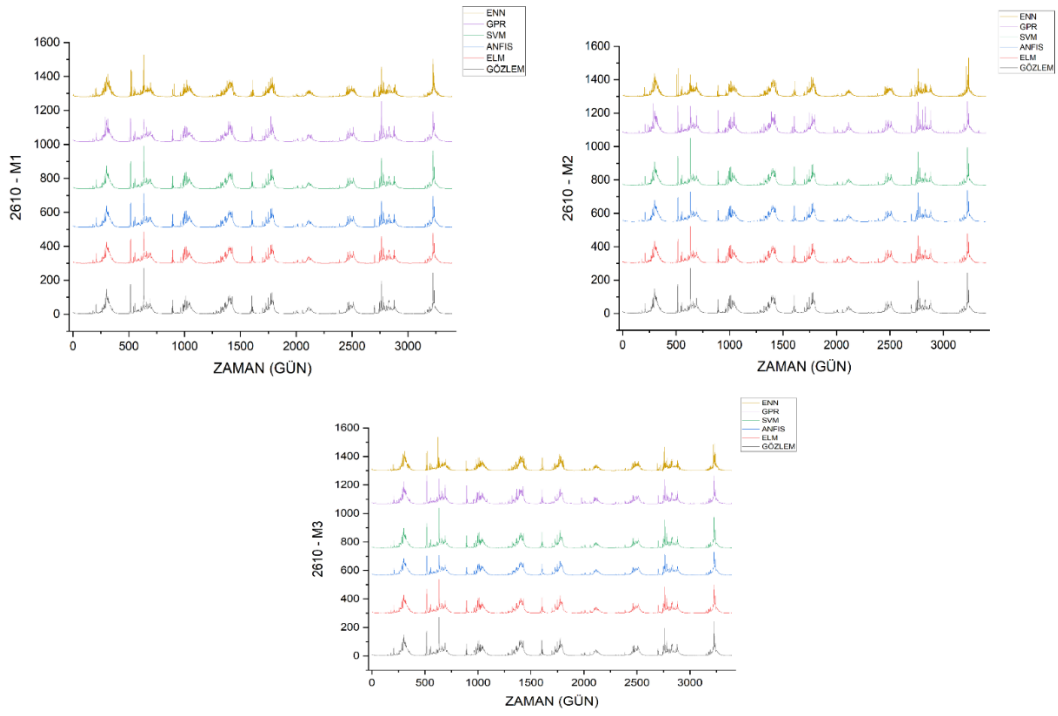 ENN
GPR
SVM
ANFIS
ELM
GÖZLEM
1600
1400
1200
1000
800
600
400
200
0
2610 - M1
0 500 1000 1500 2000 2500 3000
ZAMAN (GÜN)
ENN
GPR
SVM
ANFIS
ELM
GÖZLEM
1600
1400
1200
1000
800
600
400
200
0
2610 - M2
0 500 1000 1500 2000 2500 3000
ZAMAN (GÜN)
ENN
GPR
SVM
ANFIS
ELM
GÖZLEM
1600
1400
1200
1000
800
600
400
200
0
2610 - M3
0 500 1000 1500 2000 2500 3000
ZAMAN (GÜN)